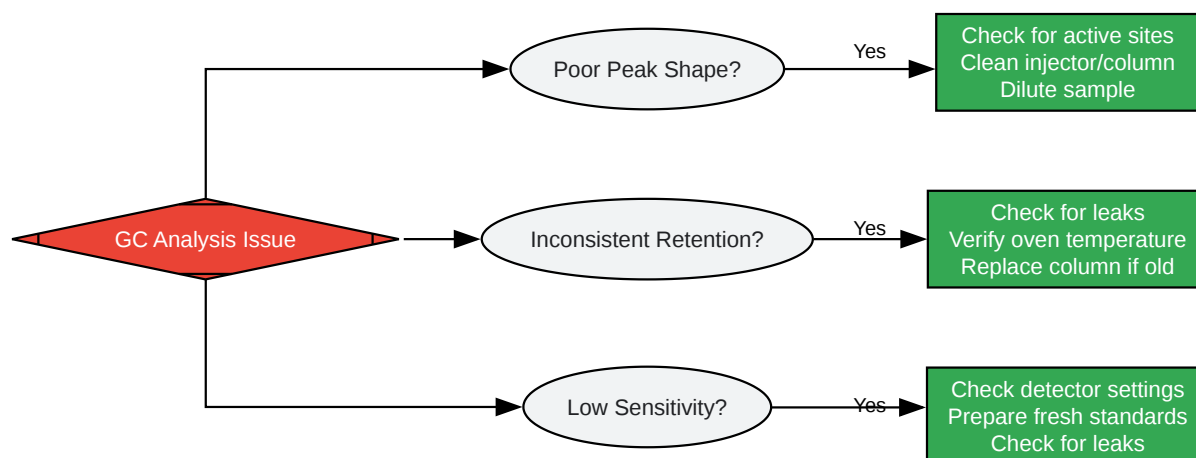 Poor Peak Shape?
Yes
Check for active sites
Clean injector/column
Dilute sample
GC Analysis Issue
Inconsistent Retention?
Yes
Check for leaks
Verify oven temperature
Replace column if old
Low Sensitivity?
Yes
Check detector settings
Prepare fresh standards
Check for leaks